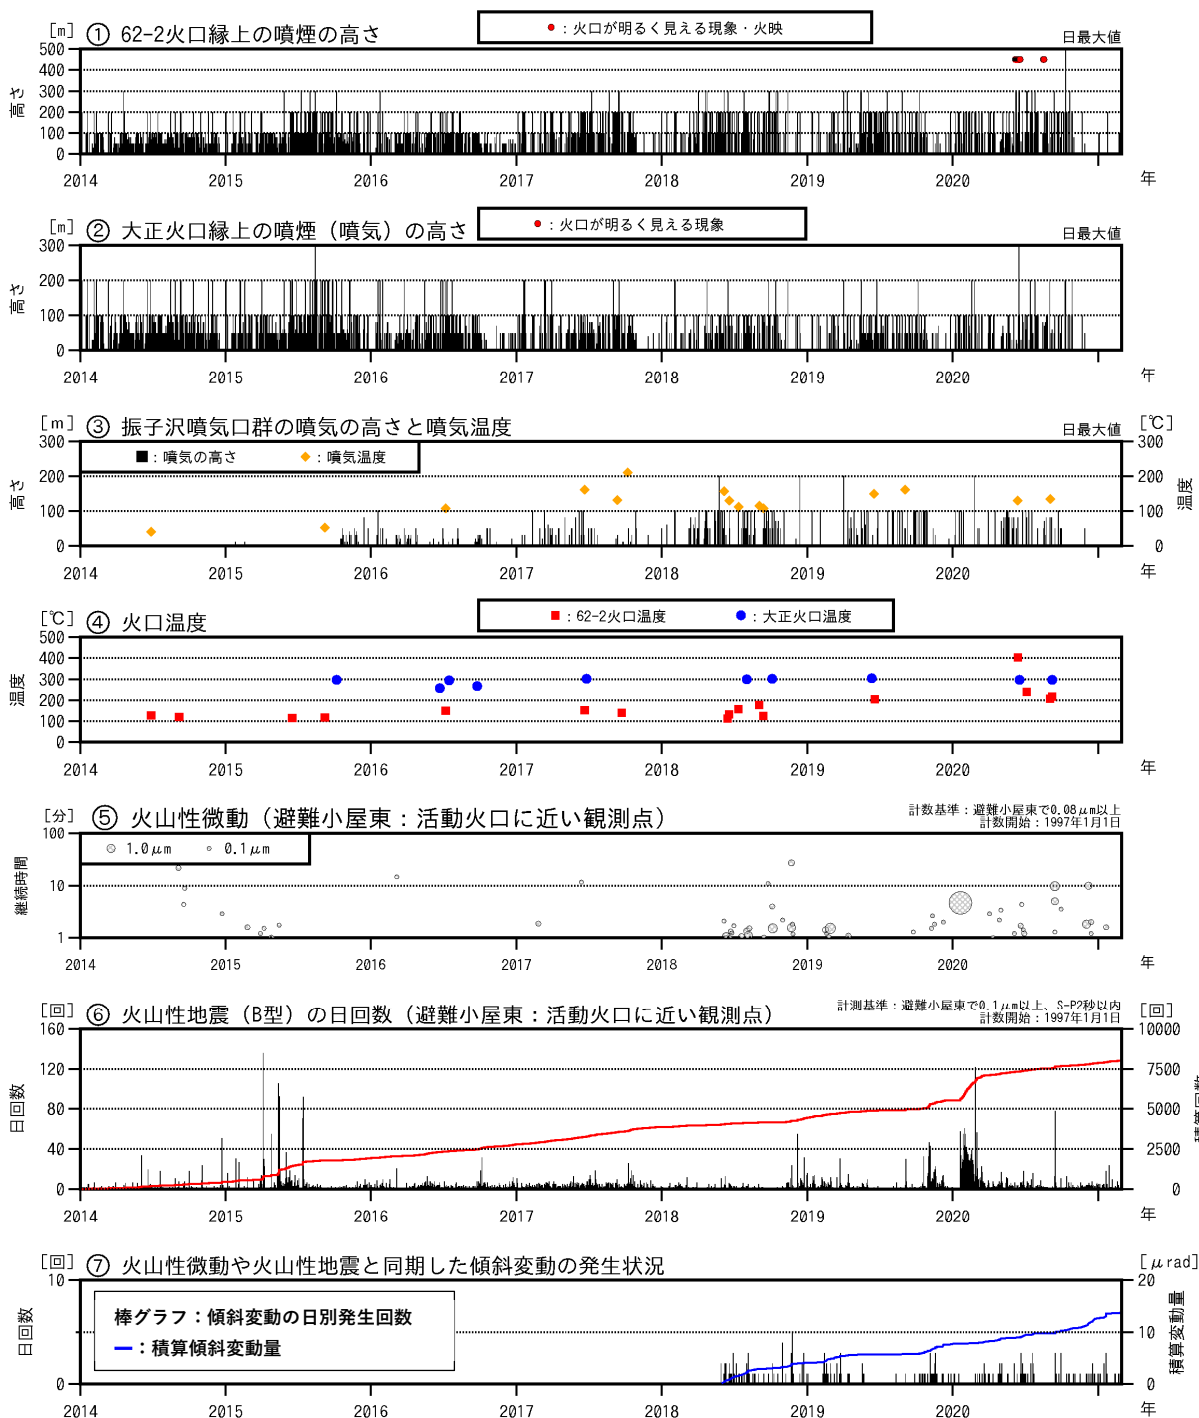 [m] ① 62-2火口縁上の噴煙の高さ
●：火口が明るく見える現象・火映
日最大値
高さ
500
400
300
200
100
0
2014 2015 2016 2017 2018 2019 2020 年
[m] ② 大正火口縁上の噴煙（噴気）の高さ
●：火口が明るく見える現象
日最大値
高さ
300
200
100
0
2014 2015 2016 2017 2018 2019 2020 年
[m] ③ 振子沢噴気口群の噴気の高さと噴気温度
日最大値 [℃]
■：噴気の高さ ◆：噴気温度
高さ
300
200
100
0
300
200
100
0
温度
2014 2015 2016 2017 2018 2019 2020 年
[℃] ④ 火口温度
■：62-2火口温度 ●：大正火口温度
温度
500
400
300
200
100
0
2014 2015 2016 2017 2018 2019 2020 年
[分] ⑤ 火山性微動（避難小屋東：活動火口に近い観測点）
計数基準：避難小屋東で0.08μm以上
計数開始：1997年1月1日
1.0μm 0.1μm
継続時間
100
10
1
2014 2015 2016 2017 2018 2019 2020 年
[回] ⑥ 火山性地震（B型）の日回数（避難小屋東：活動火口に近い観測点）
計測基準：避難小屋東で0.1μm以上、S-P2秒以内
計数開始：1997年1月1日
[回]
日回数
160
120
80
40
0
10000
7500
5000
2500
0
積算回数
2014 2015 2016 2017 2018 2019 2020 年
[回] ⑦ 火山性微動や火山性地震と同期した傾斜変動の発生状況
[μrad]
棒グラフ：傾斜変動の日別発生回数
━：積算傾斜変動量
日回数
10
5
0
20
10
0
積算変動量
2014 2015 2016 2017 2018 2019 2020 年